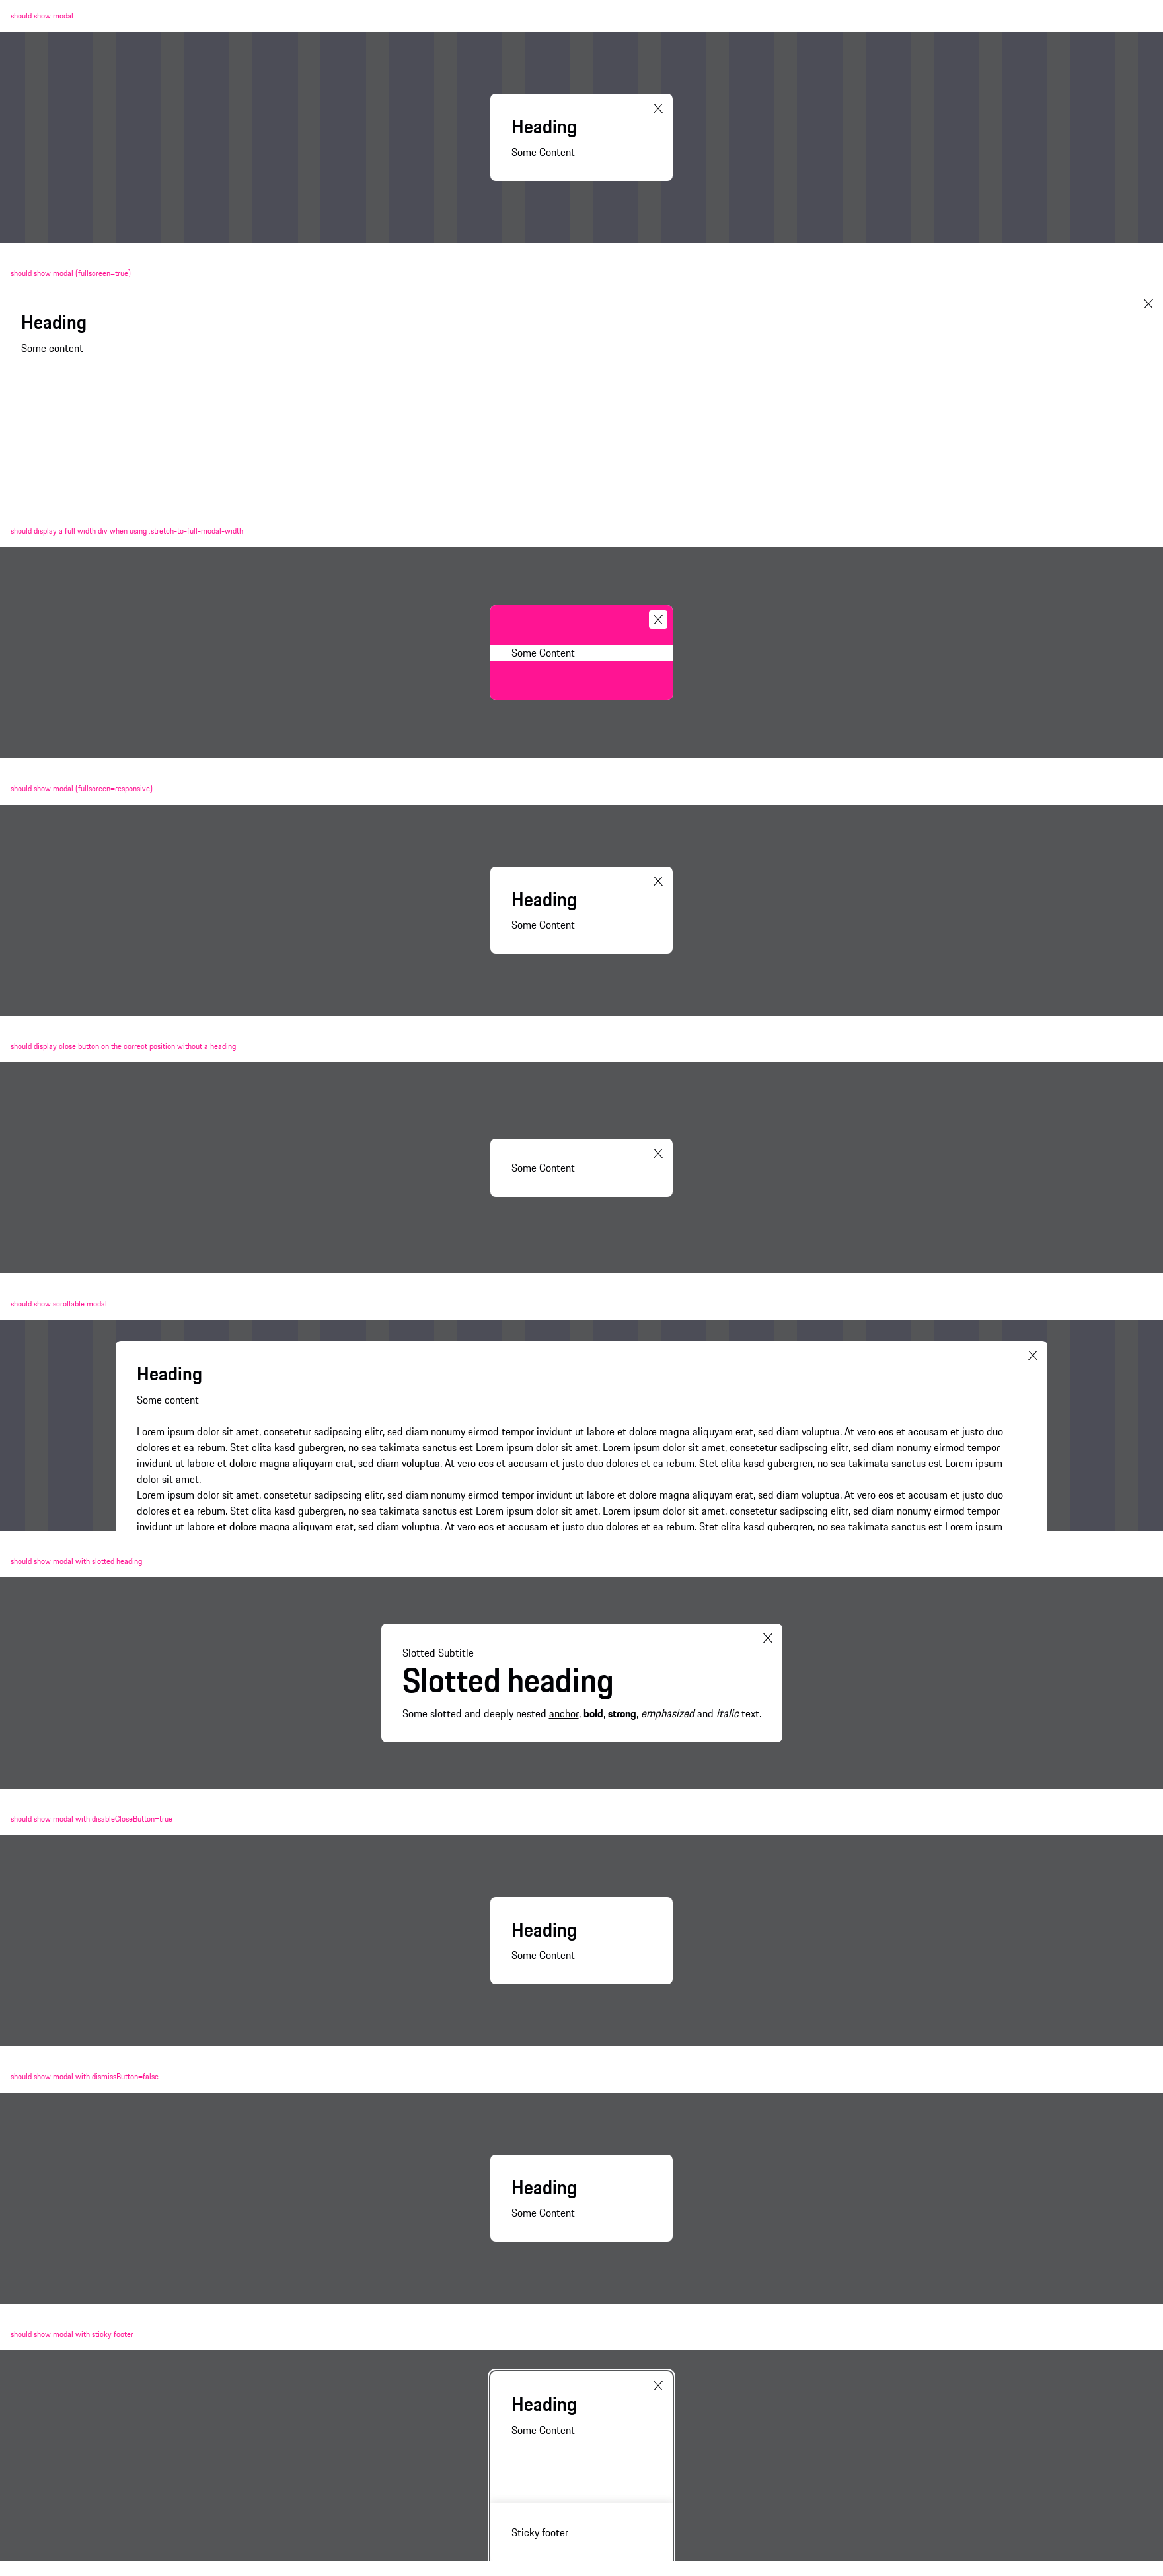 should show modal
Heading
Some Content
should show modal (fullscreen=true)
Heading
Some content
should display a full width div when using .stretch-to-full-modal-width
Some Content
should show modal (fullscreen=responsive)
Heading
Some Content
should display close button on the correct position without a heading
Some Content
should show scrollable modal
Heading
Some content
Lorem ipsum dolor sit amet, consetetur sadipscing elitr, sed diam nonumy eirmod tempor invidunt ut labore et dolore magna aliquyam erat, sed diam voluptua. At vero eos et accusam et justo duo
dolores et ea rebum. Stet clita kasd gubergren, no sea takimata sanctus est Lorem ipsum dolor sit amet. Lorem ipsum dolor sit amet, consetetur sadipscing elitr, sed diam nonumy eirmod tempor
invidunt ut labore et dolore magna aliquyam erat, sed diam voluptua. At vero eos et accusam et justo duo dolores et ea rebum. Stet clita kasd gubergren, no sea takimata sanctus est Lorem ipsum
dolor sit amet.
Lorem ipsum dolor sit amet, consetetur sadipscing elitr, sed diam nonumy eirmod tempor invidunt ut labore et dolore magna aliquyam erat, sed diam voluptua. At vero eos et accusam et justo duo
dolores et ea rebum. Stet clita kasd gubergren, no sea takimata sanctus est Lorem ipsum dolor sit amet. Lorem ipsum dolor sit amet, consetetur sadipscing elitr, sed diam nonumy eirmod tempor
invidunt ut labore et dolore magna aliquyam erat, sed diam voluptua. At vero eos et accusam et justo duo dolores et ea rebum. Stet clita kasd gubergren, no sea takimata sanctus est Lorem ipsum
should show modal with slotted heading
Slotted Subtitle
Slotted heading
Some slotted and deeply nested anchor, bold, strong, emphasized and italic text.
should show modal with disableCloseButton=true
Heading
Some Content
should show modal with dismissButton=false
Heading
Some Content
should show modal with sticky footer
Heading
Some Content
Sticky footer